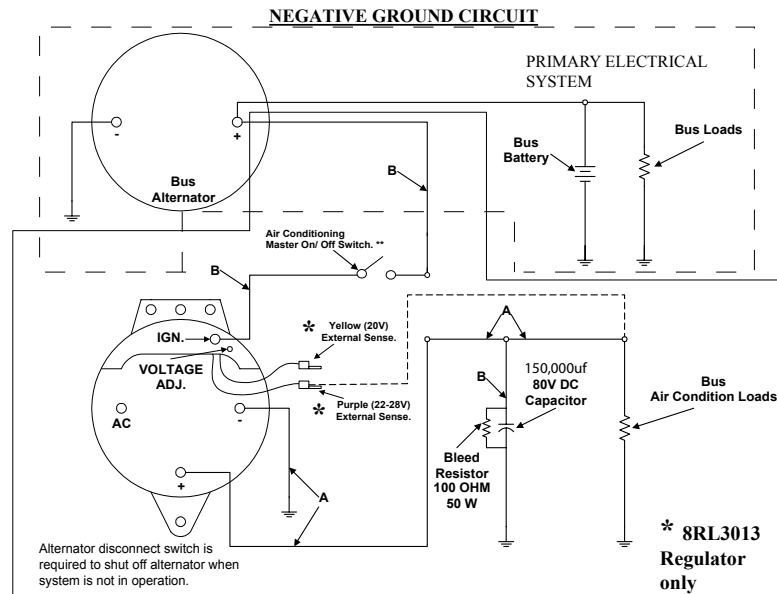 NEGATIVE GROUND CIRCUIT
PRIMARY ELECTRICAL
SYSTEM
-
+
Bus
Alternator
Bus
Battery
Bus Loads
B
Air Conditioning
Master On/ Off Switch. **
B
IGN.
VOLTAGE
ADJ.
* Yellow (20V)
External Sense.
* Purple (22-28V)
External Sense.
AC
-
+
A
A
B
150,000uf
80V DC
Capacitor
Bus
Air Condition Loads
Bleed
Resistor
100 OHM
50 W
Alternator disconnect switch is
required to shut off alternator when
system is not in operation.
* 8RL3013
Regulator
only